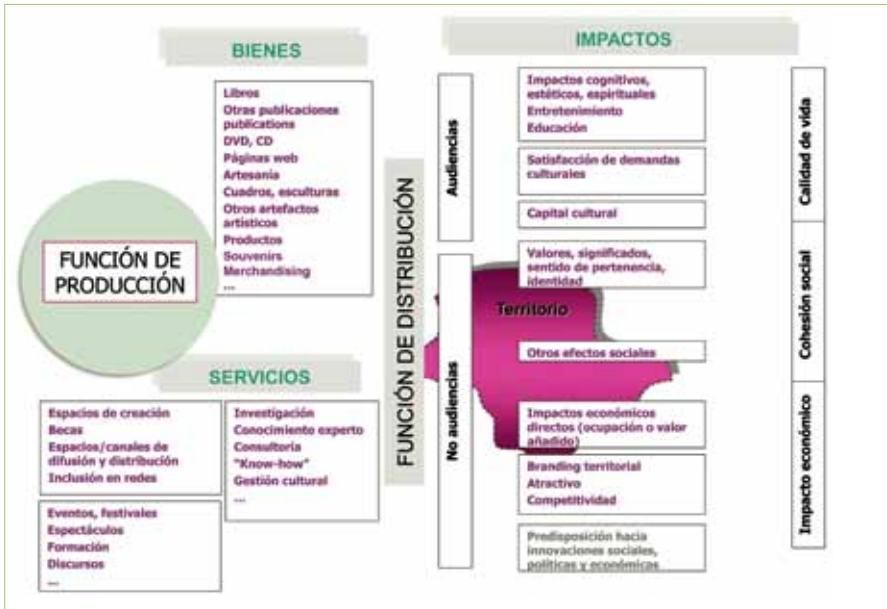 BIENES
Libros
Otras publicaciones
publications
DVD, CD
Páginas web
Artesanía
Cuadros, esculturas
Otros artefactos
artísticos
Productos
Souvenirs
Merchandising
...
FUNCIÓN DE
PRODUCCIÓN
SERVICIOS
Espacios de creación
Becas
Espacios/canales de
difusión y distribución
Inclusión en redes
Eventos, festivales
Espectáculos
Formación
Discursos
...
Investigación
Conocimiento experto
Consultoría
"Know-how"
Gestión cultural
...
FUNCIÓN DE DISTRIBUCIÓN
IMPACTOS
Audiencias
No audiencias
Impactos cognitivos,
estéticos, espirituales
Entretenimiento
Educación
Satisfacción de demandas
culturales
Capital cultural
Valores, significados,
sentido de pertenencia,
identidad
Territorio
Otros efectos sociales
Impactos económicos
directos (ocupación o valor
añadido)
Branding territorial
Atractivo
Competitividad
Predisposición hacia
innovaciones sociales,
políticas y económicas
Calidad de vida
Cohesión social
Impacto económico